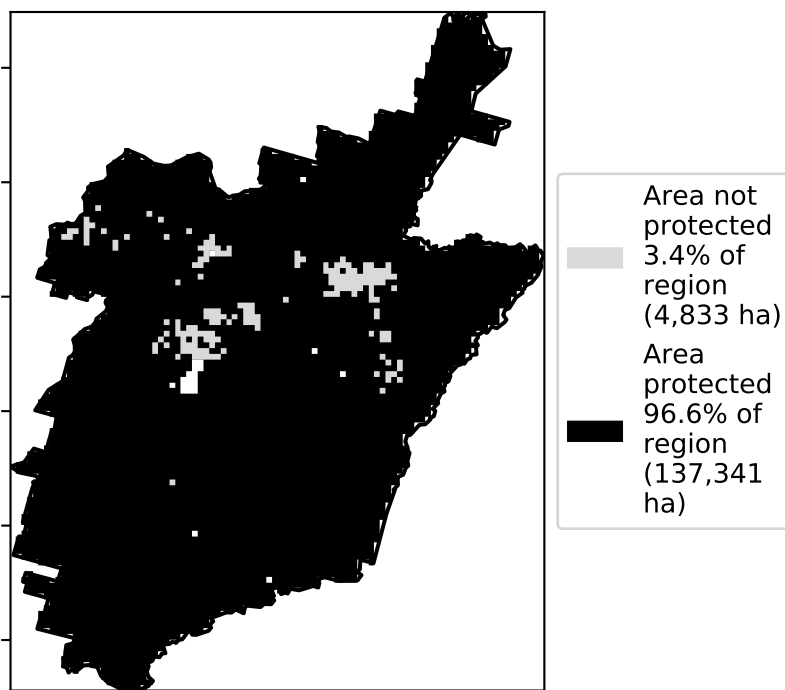 Area not
protected
3.4% of
region
(4,833 ha)
Area
protected
96.6% of
region
(137,341
ha)